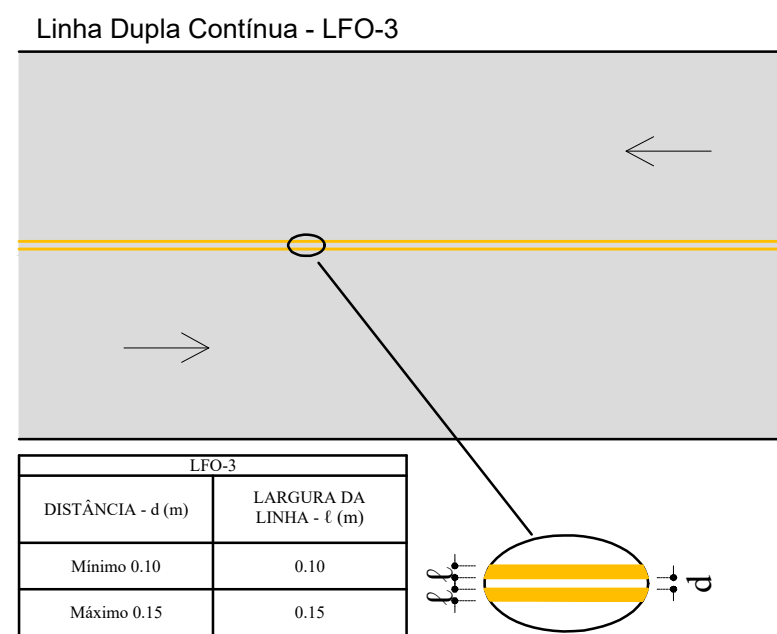 Linha Dupla Contínua - LFO-3
LFO-3
DISTÂNCIA - d (m)
LARGURA DA
LINHA - ℓ (m)
Mínimo 0.10
0.10
Máximo 0.15
0.15
ℓ
ℓ
d